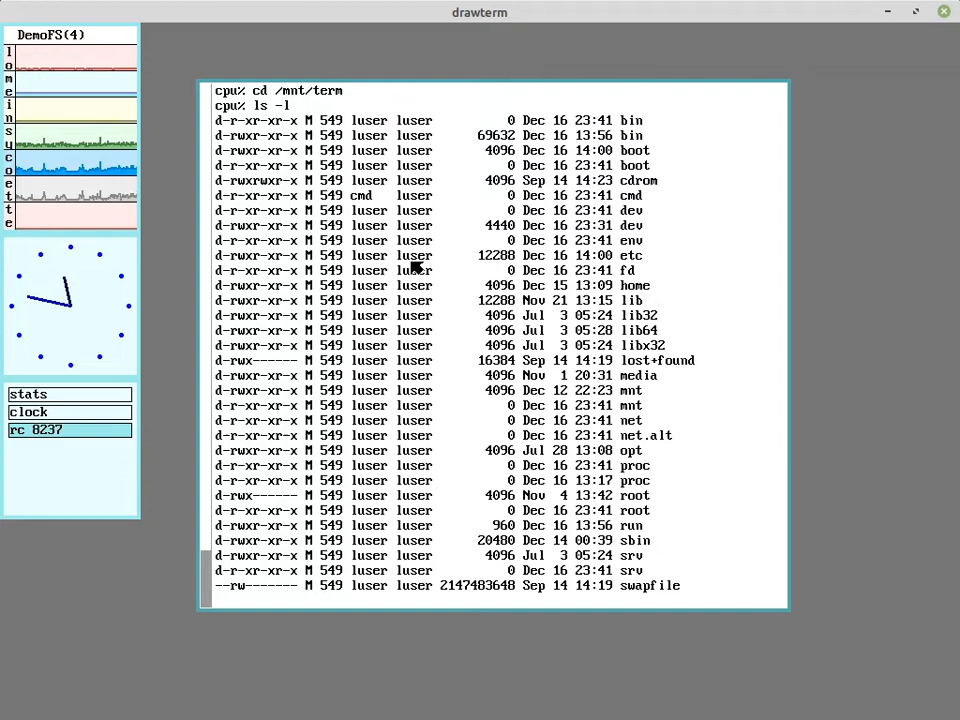 drawterm
DemoFS(4)
l
o
m
e
i
n
s
y
c
o
e
t
t
e
stats
clock
rc 8237
cpu% cd /mnt/term
cpu% ls -l
d-r-xr-xr-x M 549 luser luser 0 Dec 16 23:41 bin
d-rwxr-xr-x M 549 luser luser 69632 Dec 16 13:56 bin
d-rwxr-xr-x M 549 luser luser 4096 Dec 16 14:00 boot
d-r-xr-xr-x M 549 luser luser 0 Dec 16 23:41 boot
d-rwxrwxr-x M 549 luser luser 4096 Sep 14 14:23 cdrom
d-r-xr-xr-x M 549 cmd luser 0 Dec 16 23:41 cmd
d-r-xr-xr-x M 549 luser luser 0 Dec 16 23:41 dev
d-rwxr-xr-x M 549 luser luser 4440 Dec 16 23:31 dev
d-r-xr-xr-x M 549 luser luser 0 Dec 16 23:41 env
d-rwxr-xr-x M 549 luser luser 12288 Dec 16 14:00 etc
d-r-xr-xr-x M 549 luser luser 0 Dec 16 23:41 fd
d-rwxr-xr-x M 549 luser luser 4096 Dec 15 13:09 home
d-rwxr-xr-x M 549 luser luser 12288 Nov 21 13:15 lib
d-rwxr-xr-x M 549 luser luser 4096 Jul 3 05:24 lib32
d-rwxr-xr-x M 549 luser luser 4096 Jul 3 05:28 lib64
d-rwxr-xr-x M 549 luser luser 4096 Jul 3 05:24 libx32
d-rwx------ M 549 luser luser 16384 Sep 14 14:19 lost+found
d-rwxr-xr-x M 549 luser luser 4096 Nov 1 20:31 media
d-rwxr-xr-x M 549 luser luser 4096 Dec 12 22:23 mnt
d-r-xr-xr-x M 549 luser luser 0 Dec 16 23:41 mnt
d-r-xr-xr-x M 549 luser luser 0 Dec 16 23:41 net
d-r-xr-xr-x M 549 luser luser 0 Dec 16 23:41 net.alt
d-rwxr-xr-x M 549 luser luser 4096 Jul 28 13:08 opt
d-r-xr-xr-x M 549 luser luser 0 Dec 16 23:41 proc
d-r-xr-xr-x M 549 luser luser 0 Dec 16 13:17 proc
d-rwx------ M 549 luser luser 4096 Nov 4 13:42 root
d-r-xr-xr-x M 549 luser luser 0 Dec 16 23:41 root
d-rwxr-xr-x M 549 luser luser 960 Dec 16 13:56 run
d-rwxr-xr-x M 549 luser luser 20480 Dec 14 00:39 sbin
d-rwxr-xr-x M 549 luser luser 4096 Jul 3 05:24 srv
d-r-xr-xr-x M 549 luser luser 0 Dec 16 23:41 srv
--rw------- M 549 luser luser 2147483648 Sep 14 14:19 swapfile